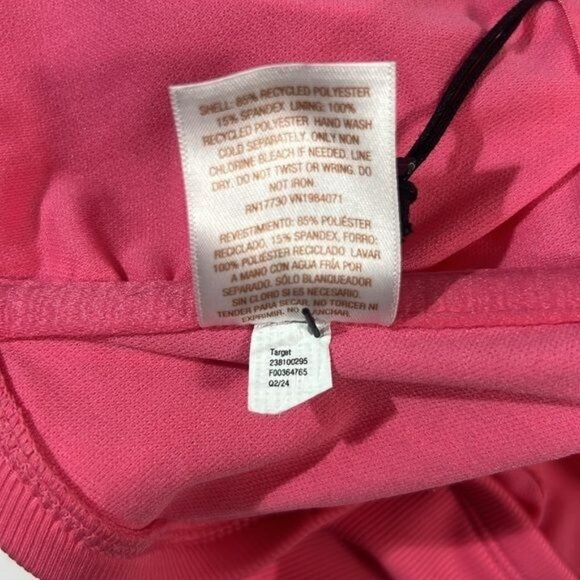 SHELL: 85% RECYCLED POLYESTER
15% SPANDEX. LINING: 100%
RECYCLED POLYESTER HAND WASH
COLD SEPARATELY. ONLY NON
CHLORINE BLEACH IF NEEDED. LINE
DRY. DO NOT TWIST OR WRING. DO
NOT IRON.
RN17730 VN1984071
REVESTIMIENTO: 85% POLIÉSTER
RECICLADO, 15% SPANDEX, FORRO:
100% POLIESTER RECICLADO LAVAR
A MANO CON AGUA FRÍA POR
SEPARADO. SÓLO BLANQUEADOR
SIN CLORO SI ES NECESARIO.
TENDER PARA SECAR. NO TORCER NI
EXPRIMIR. NO PLANCHAR.
Target
238100295
F00364765
Q2/24